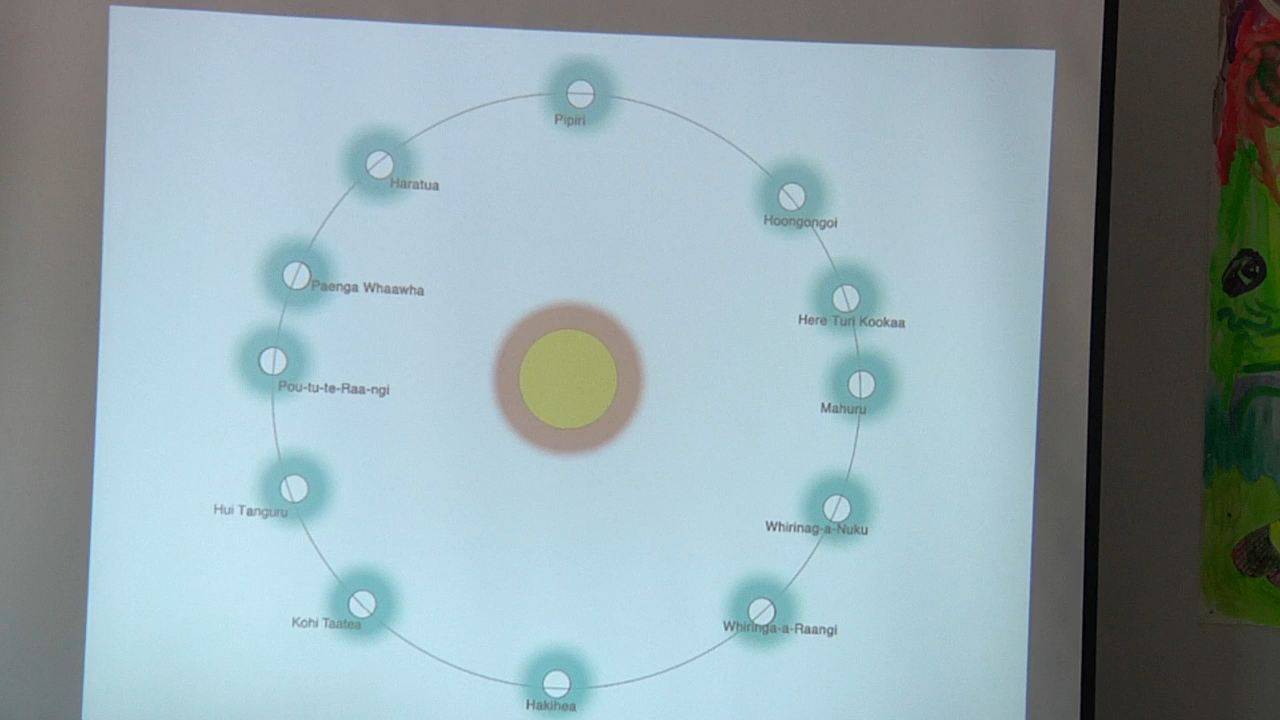 Pipiri
Haratua
Hoongongoi
Paenga Whaawha
Here Turi Kookaa
Pou-tu-te-Raa-ngi
Mahuru
Hui Tanguru
Whirinag-a-Nuku
Kohi Taatea
Whiringa-a-Raangi
Hakihea